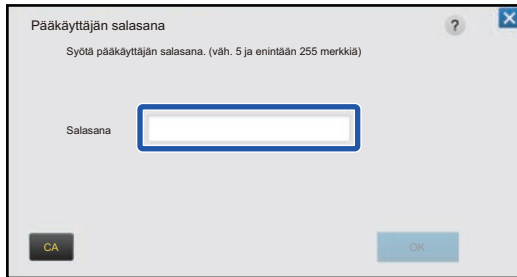 Pääkäyttäjän salasana
?
Syötä pääkäyttäjän salasana. (väh. 5 ja enintään 255 merkkiä)
Salasana
CA
OK